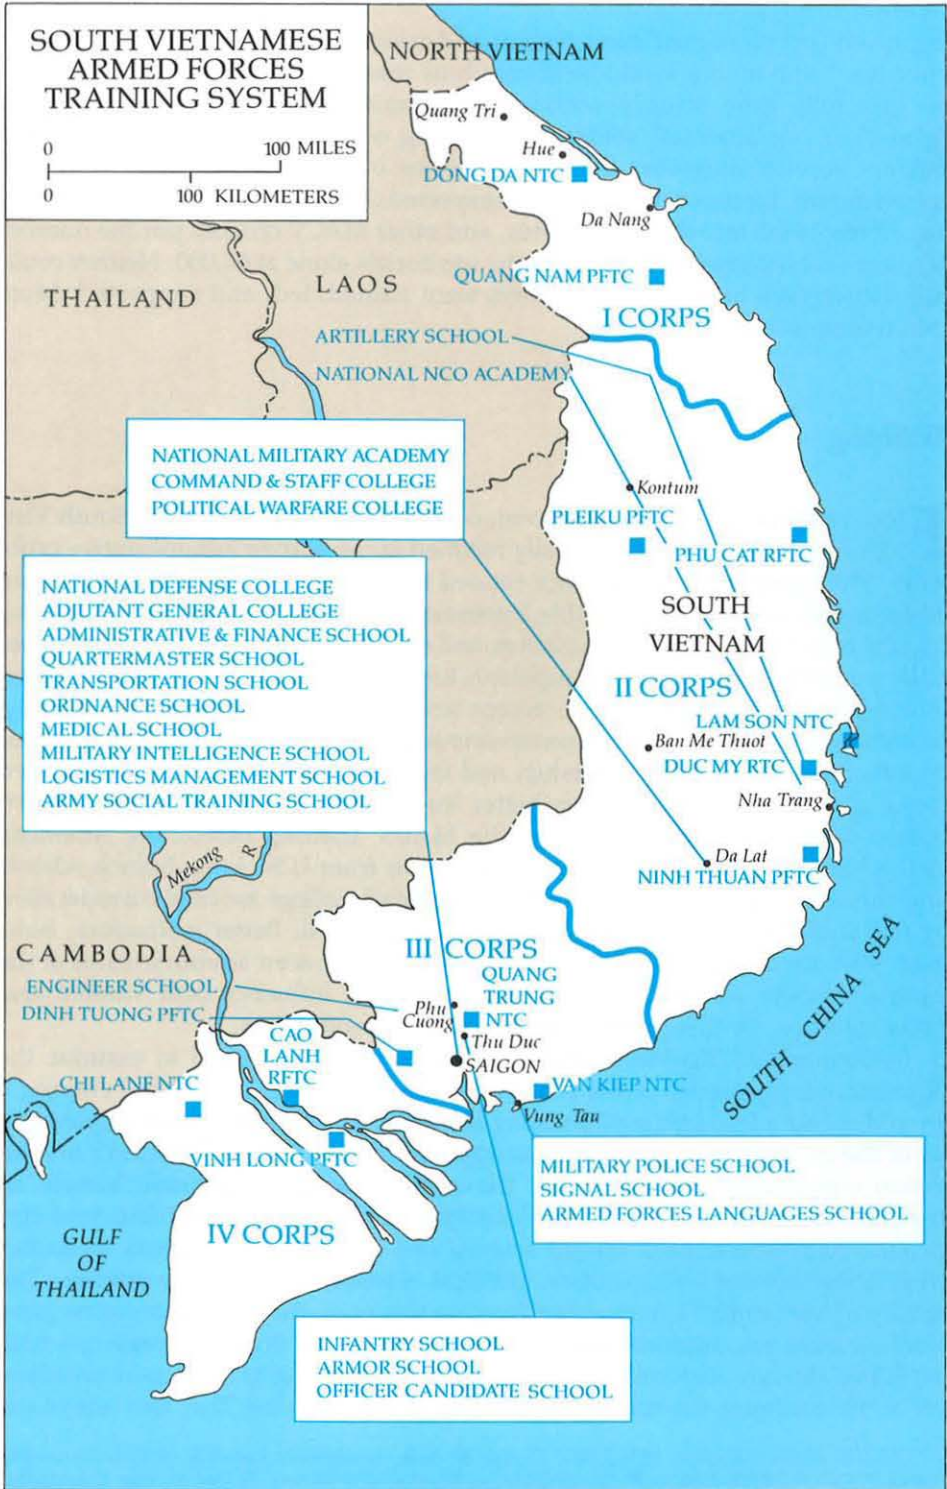 SOUTH VIETNAMESE
ARMED FORCES
TRAINING SYSTEM
0 100 MILES
0 100 KILOMETERS
NORTH VIETNAM
Quang Tri
Hue
DONG DA NTC
Da Nang
THAILAND
LAOS
QUANG NAM PFTC
I CORPS
ARTILLERY SCHOOL
NATIONAL NCO ACADEMY
NATIONAL MILITARY ACADEMY
COMMAND & STAFF COLLEGE
POLITICAL WARFARE COLLEGE
Kontum
PLEIKU PFTC
PHU CAT RFTC
NATIONAL DEFENSE COLLEGE
ADJUTANT GENERAL COLLEGE
ADMINISTRATIVE & FINANCE SCHOOL
QUARTERMASTER SCHOOL
TRANSPORTATION SCHOOL
ORDNANCE SCHOOL
MEDICAL SCHOOL
MILITARY INTELLIGENCE SCHOOL
LOGISTICS MANAGEMENT SCHOOL
ARMY SOCIAL TRAINING SCHOOL
SOUTH
VIETNAM
II CORPS
LAM SON NTC
Ban Me Thuot
DUC MY RTC
Nha Trang
Da Lat
NINH THUAN PFTC
Mekong R.
CAMBODIA
III CORPS
ENGINEER SCHOOL
DINH TUONG PFTC
QUANG
TRUNG
NTC
Phu
Cuong
Thu Duc
SAIGON
SOUTH CHINA SEA
CAO
LANH
RFTC
CHI LANE NTC
VAN KIEP NTC
Vung Tau
VINH LONG PFTC
MILITARY POLICE SCHOOL
SIGNAL SCHOOL
ARMED FORCES LANGUAGES SCHOOL
IV CORPS
GULF
OF
THAILAND
INFANTRY SCHOOL
ARMOR SCHOOL
OFFICER CANDIDATE SCHOOL